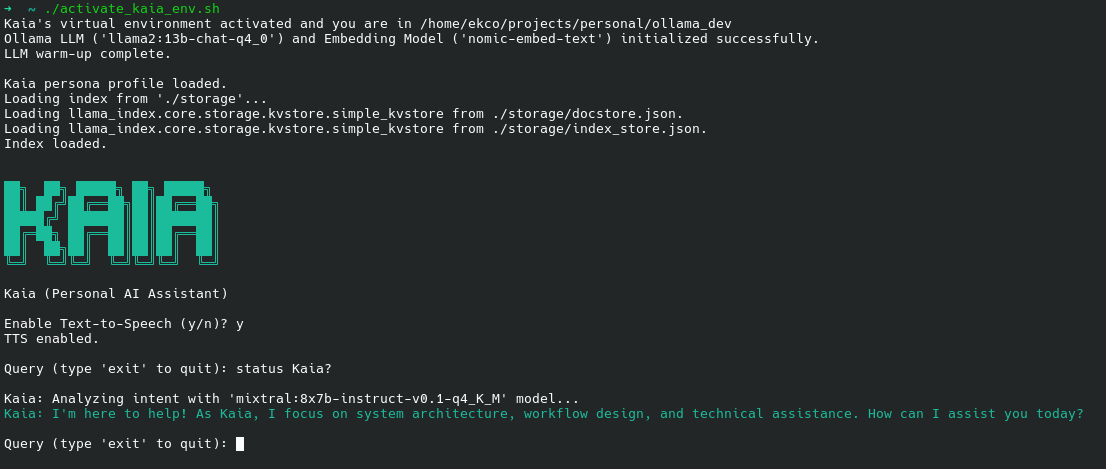 ➜ ~ ./activate_kaia_env.sh
Kaia's virtual environment activated and you are in /home/ekco/projects/personal/ollama_dev
Ollama LLM ('llama2:13b-chat-q4_0') and Embedding Model ('nomic-embed-text') initialized successfully.
LLM warm-up complete.
Kaia persona profile loaded.
Loading index from './storage'...
Loading llama_index.core.storage.kvstore.simple_kvstore from ./storage/docstore.json.
Loading llama_index.core.storage.kvstore.simple_kvstore from ./storage/index_store.json.
Index loaded.
KAIA
Kaia (Personal AI Assistant)
Enable Text-to-Speech (y/n)? y
TTS enabled.
Query (type 'exit' to quit): status Kaia?
Kaia: Analyzing intent with 'mixtral:8x7b-instruct-v0.1-q4_K_M' model...
Kaia: I'm here to help! As Kaia, I focus on system architecture, workflow design, and technical assistance. How can I assist you today?
Query (type 'exit' to quit):